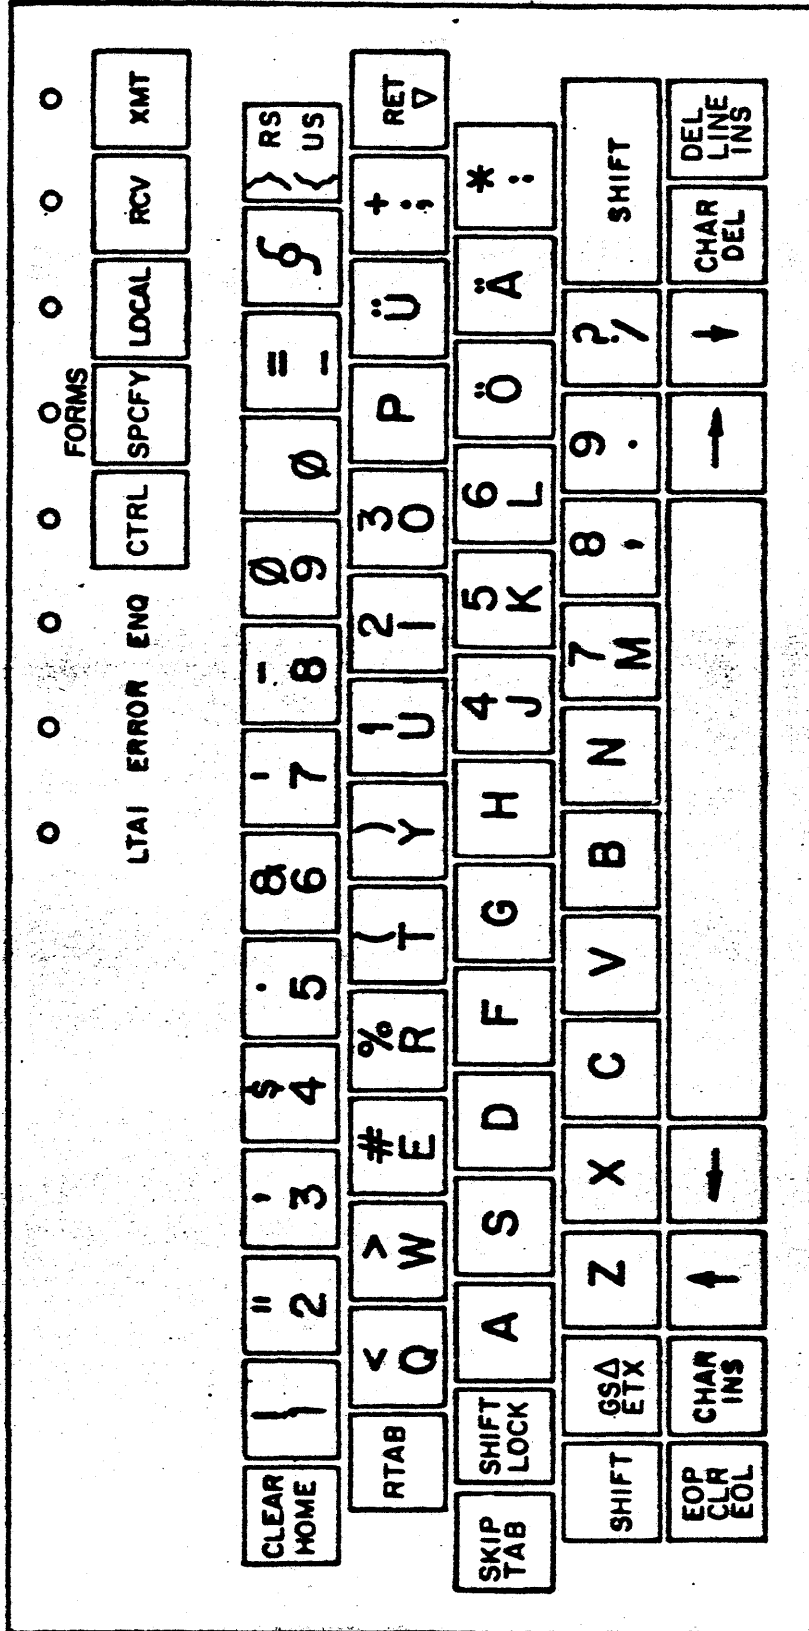 FORMS
LTAI ERROR ENQ CTRL SPCFY LOCAL RCV XMT
" ' $ . & ' - Ø = } RS
CLEAR
HOME
2 3 4 5 6 7 8 9 Ø - § { US
< > # % ( ) 1 2 3 + RET
RTAB Q W E R T Y U I O P Ü ; ▽
SKIP SHIFT 4 5 6 *
TAB LOCK A S D F G H J K L Ö Ä :
GS△ 7 8 9 ?
SHIFT ETX Z X C V B N M , . / SHIFT
EOP
CLR
EOL
CHAR
INS
↑ ← → ↓
CHAR
DEL
DEL
LINE
INS